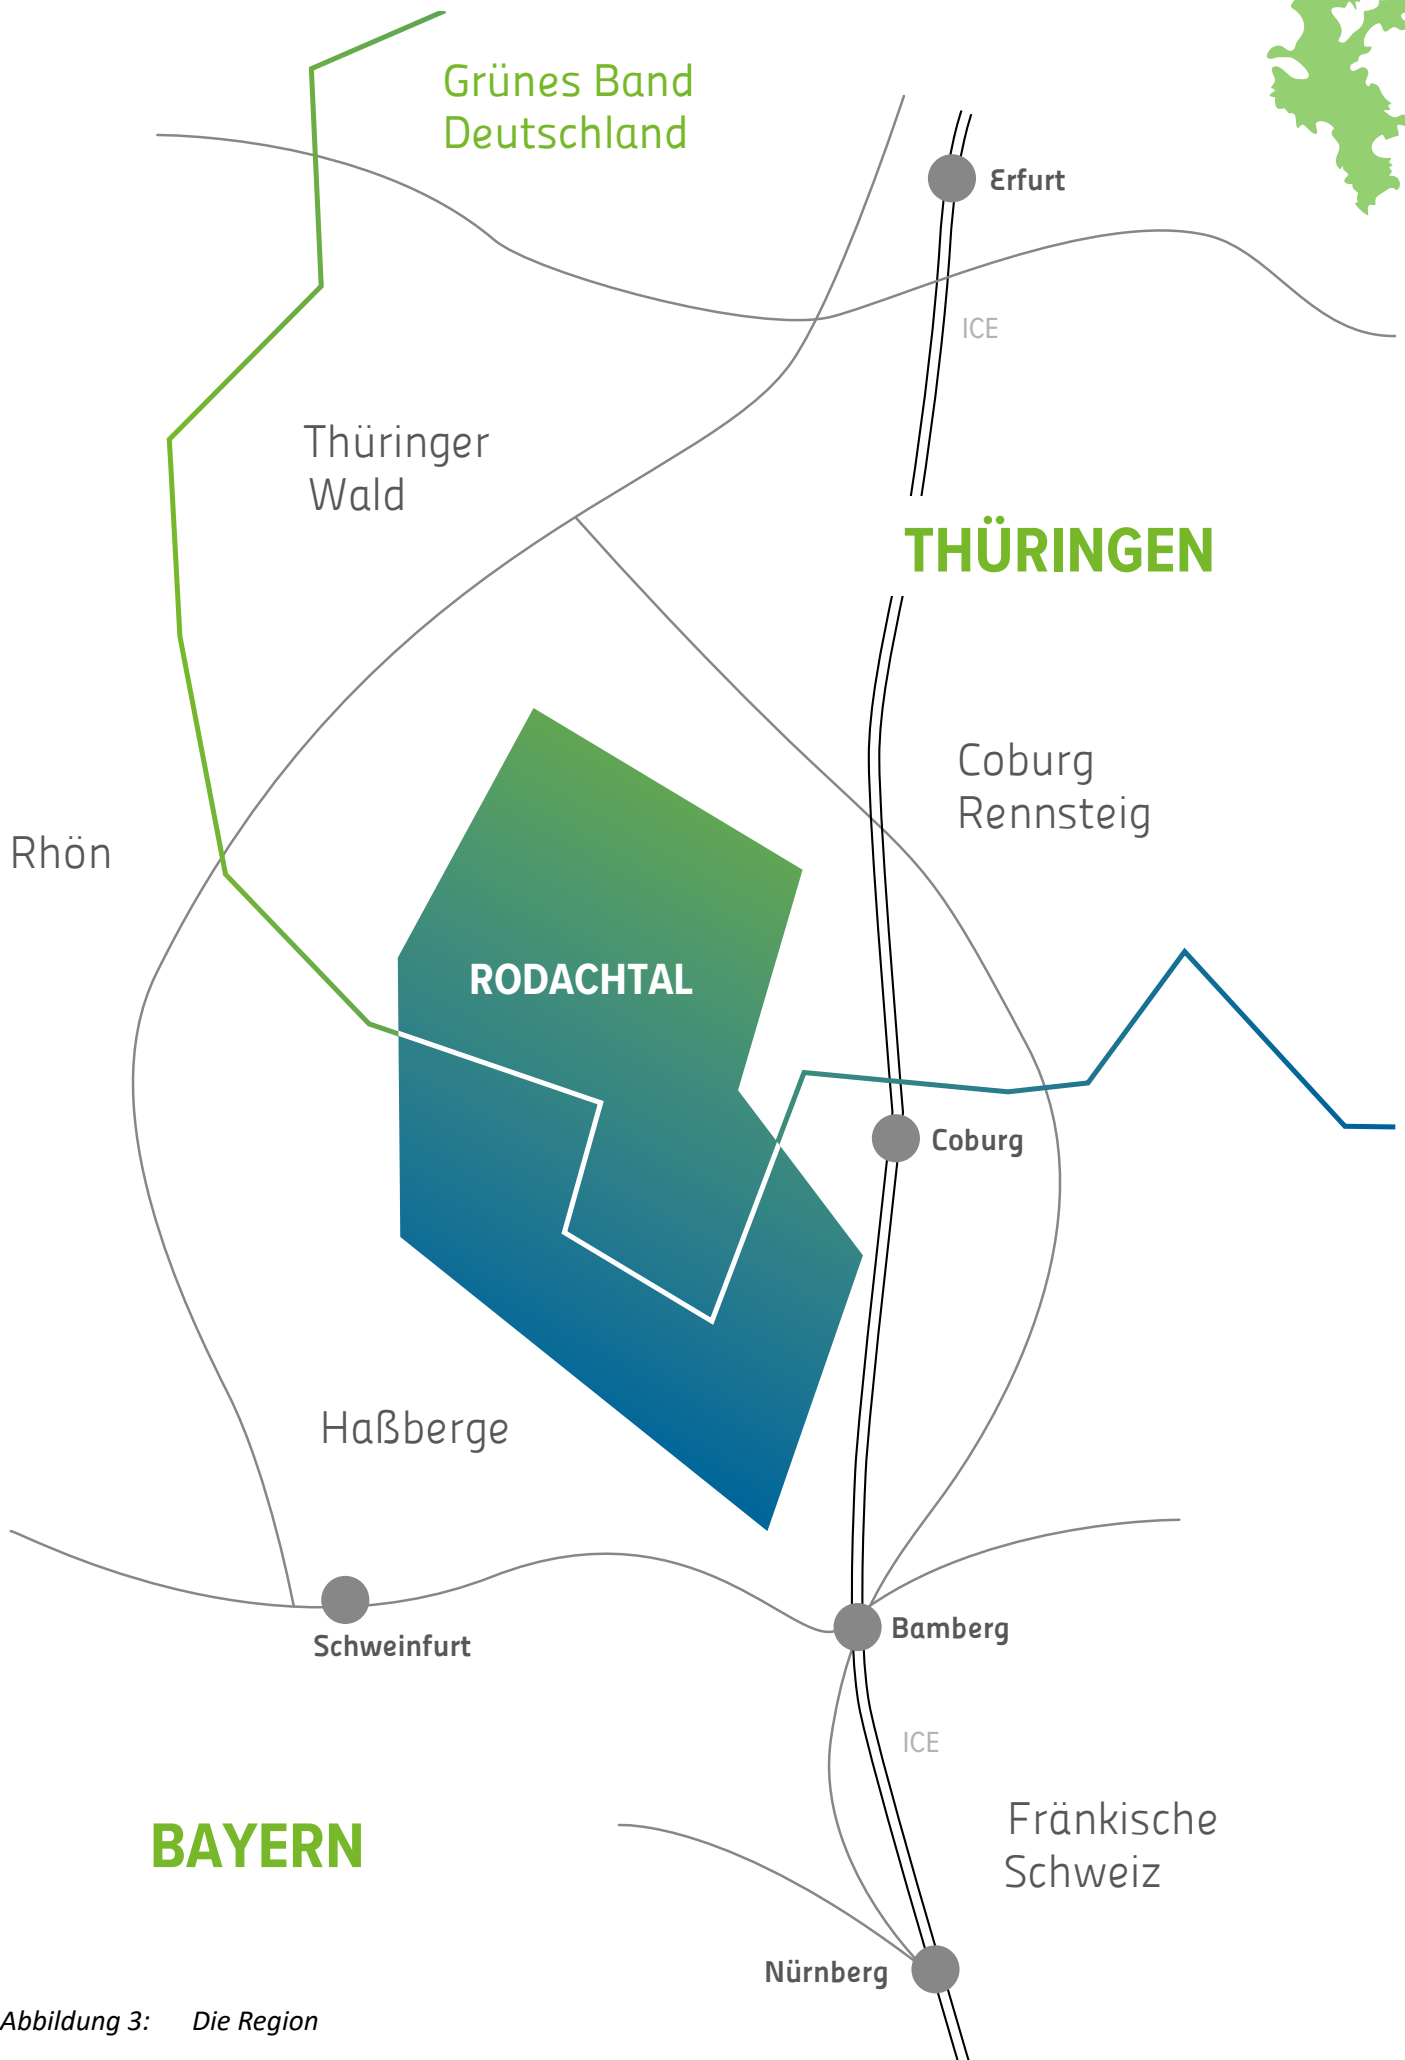 Grünes Band
Deutschland
Erfurt
ICE
Thüringer
Wald
THÜRINGEN
Coburg
Rennsteig
Rhön
RODACHTAL
Coburg
Haßberge
Schweinfurt
Bamberg
ICE
Fränkische
Schweiz
BAYERN
Nürnberg
Abbildung 3: Die Region